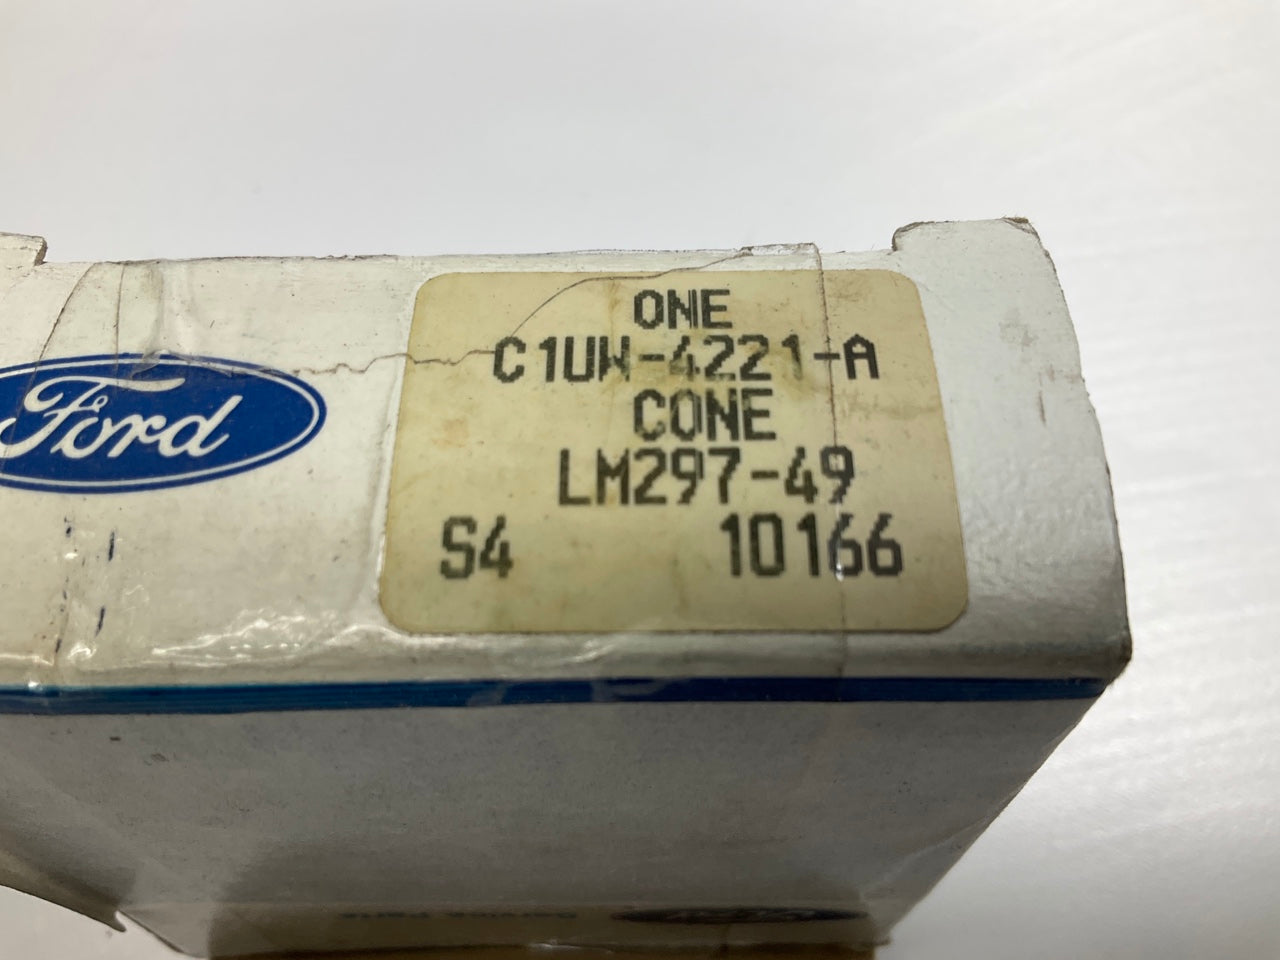 Ford
ONE
C1UW-4221-A
CONE
LM297-49
S4 10166